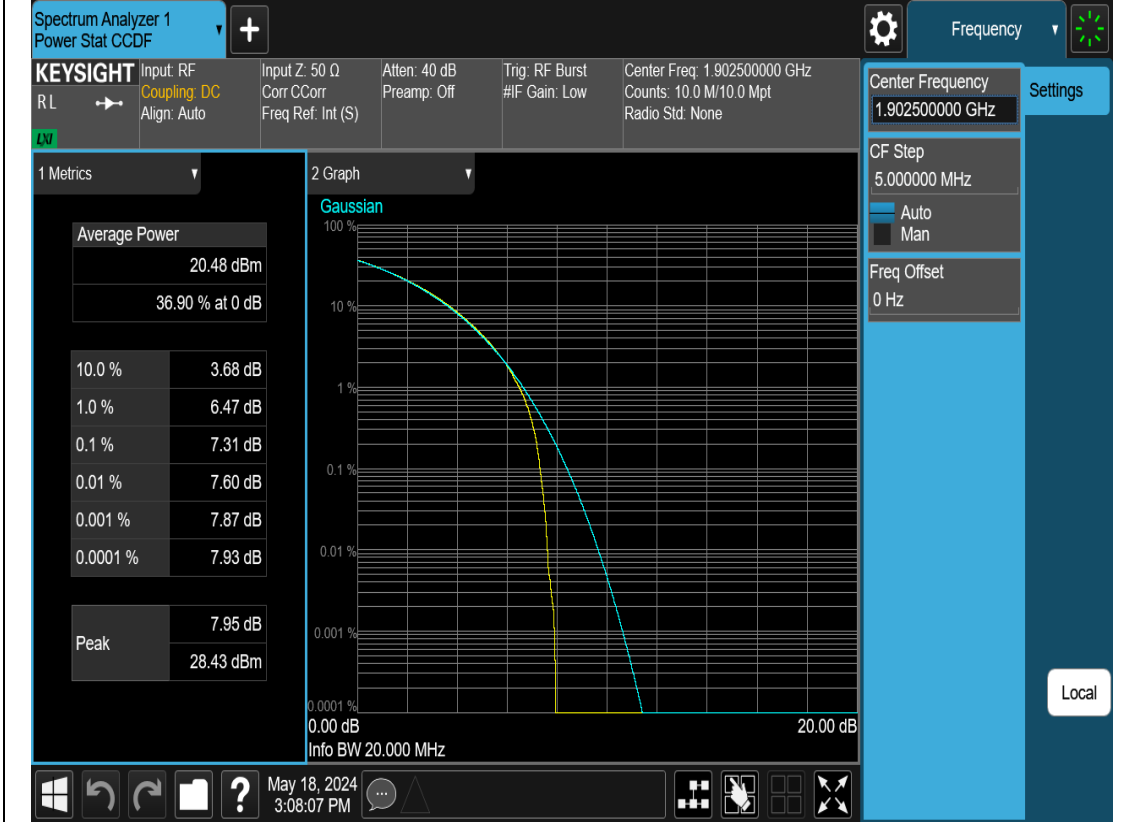 Spectrum Analyzer 1
Power Stat CCDF
+
Frequency
KEYSIGHT
RL
LXI
Input: RF
Coupling: DC
Align: Auto
Input Z: 50 Ω
Corr CCorr
Freq Ref: Int (S)
Atten: 40 dB
Preamp: Off
Trig: RF Burst
#IF Gain: Low
Center Freq: 1.902500000 GHz
Counts: 10.0 M/10.0 Mpt
Radio Std: None
Center Frequency
1.902500000 GHz
Settings
CF Step
5.000000 MHz
Auto
Man
Freq Offset
0 Hz
1 Metrics
Average Power
20.48 dBm
36.90 % at 0 dB
10.0 % 3.68 dB
1.0 % 6.47 dB
0.1 % 7.31 dB
0.01 % 7.60 dB
0.001 % 7.87 dB
0.0001 % 7.93 dB
Peak
7.95 dB
28.43 dBm
2 Graph
Gaussian
100 %
10 %
1 %
0.1 %
0.01 %
0.001 %
0.0001 %
0.00 dB 20.00 dB
Info BW 20.000 MHz
Local
?
May 18, 2024
3:08:07 PM